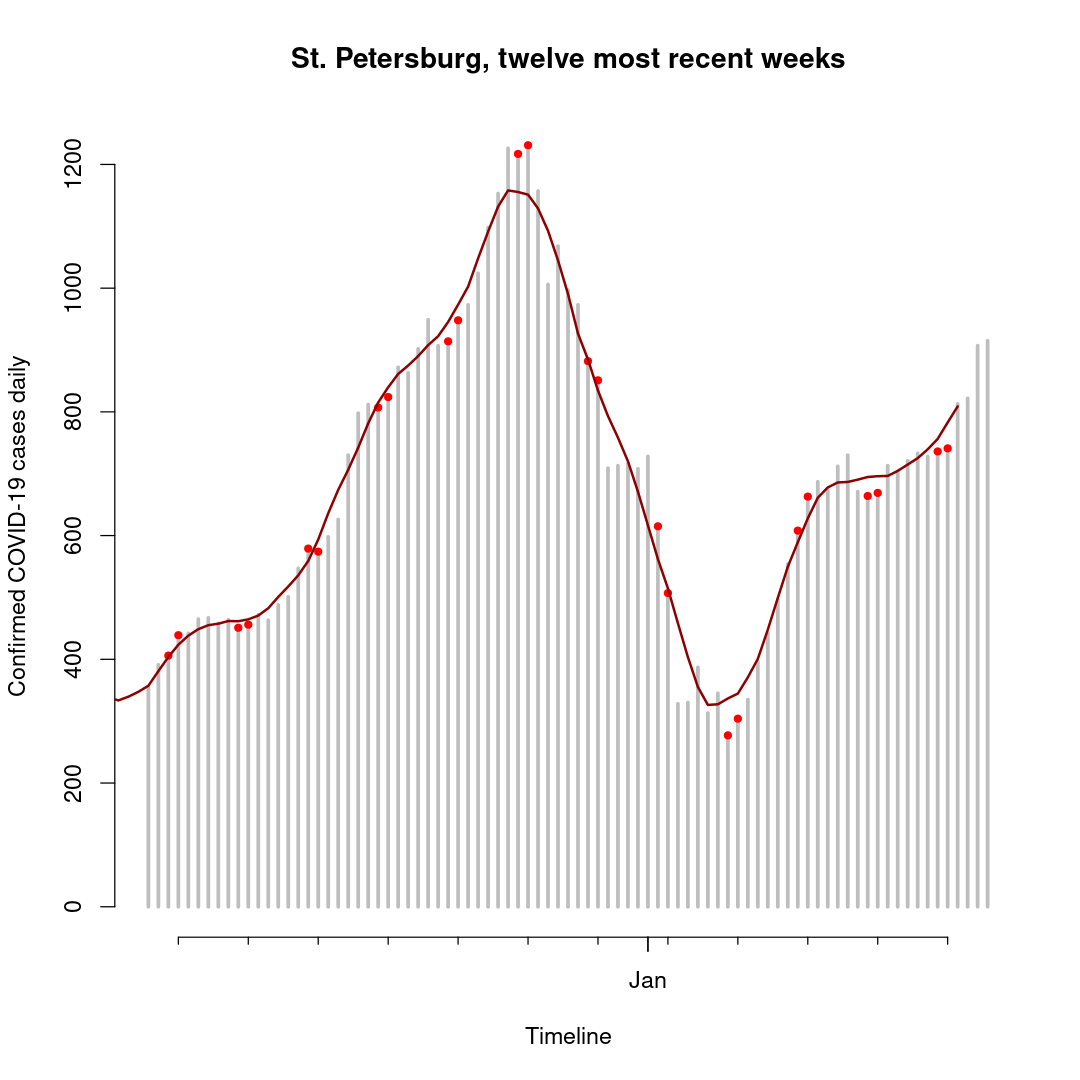 St. Petersburg, twelve most recent weeks
Confirmed COVID-19 cases daily
1200
1000
800
600
400
200
0
Jan
Timeline